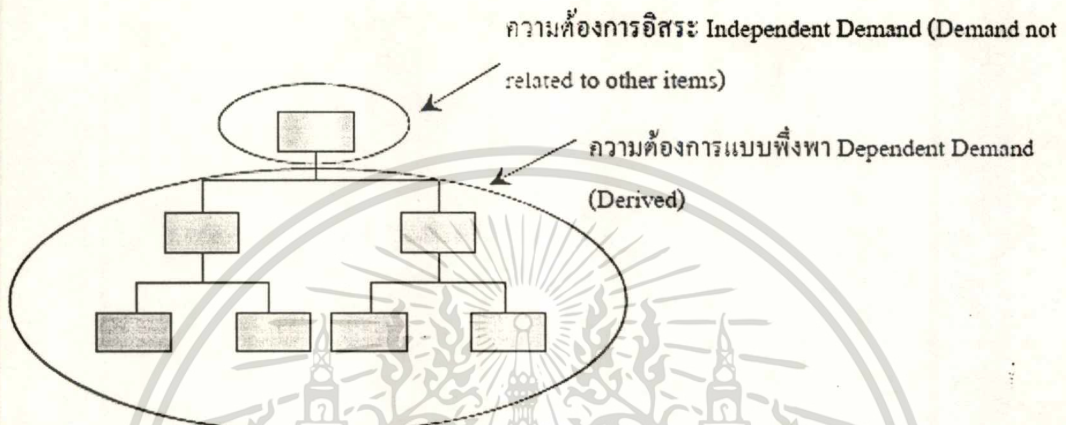 ความต้องการอิสระ Independent Demand (Demand not
related to other items)
ความต้องการแบบพึ่งพา Dependent Demand
(Derived)